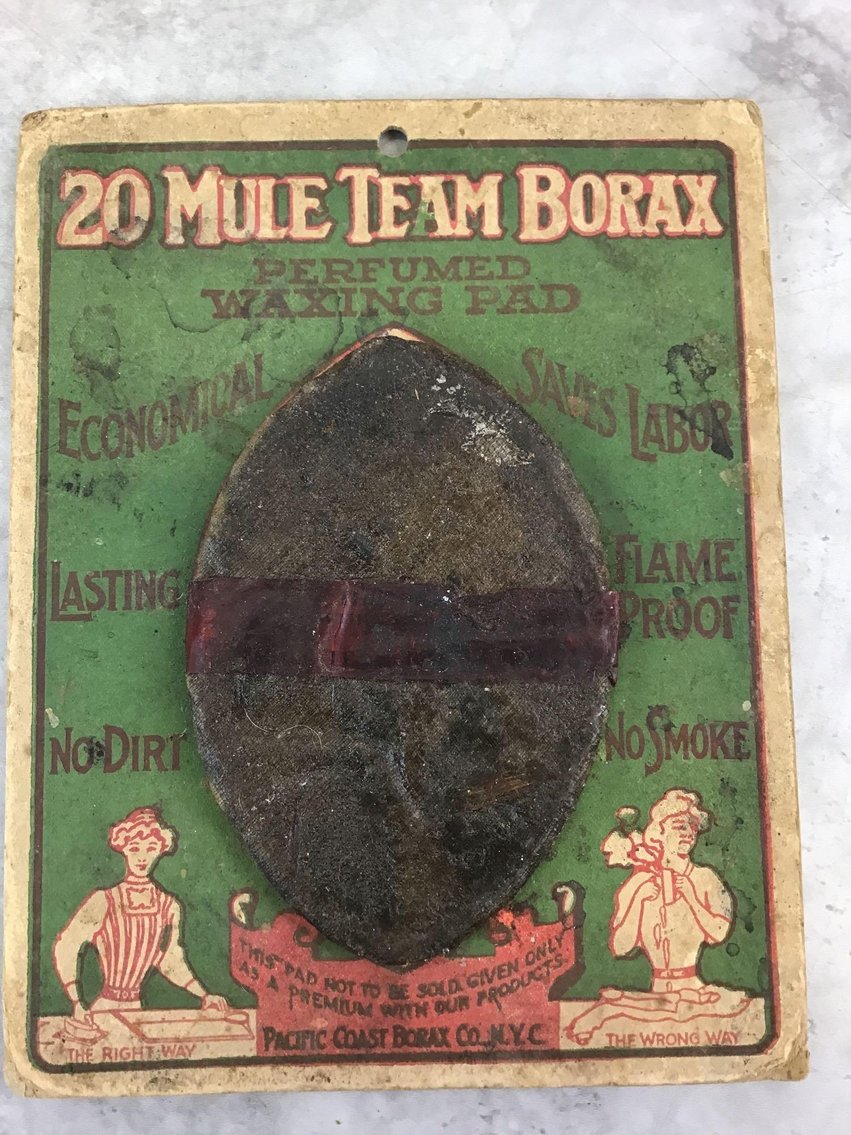 20 MULE TEAM BORAX
PERFUMED
WAXING PAD
ECONOMICAL
SAVES LABOR
LASTING
FLAME
PROOF
NO DIRT
NO SMOKE
THIS PAD NOT TO BE SOLD. GIVEN ONLY
AS A PREMIUM WITH OUR PRODUCTS.
PACIFIC COAST BORAX CO., N.Y.C.
THE RIGHT WAY
THE WRONG WAY